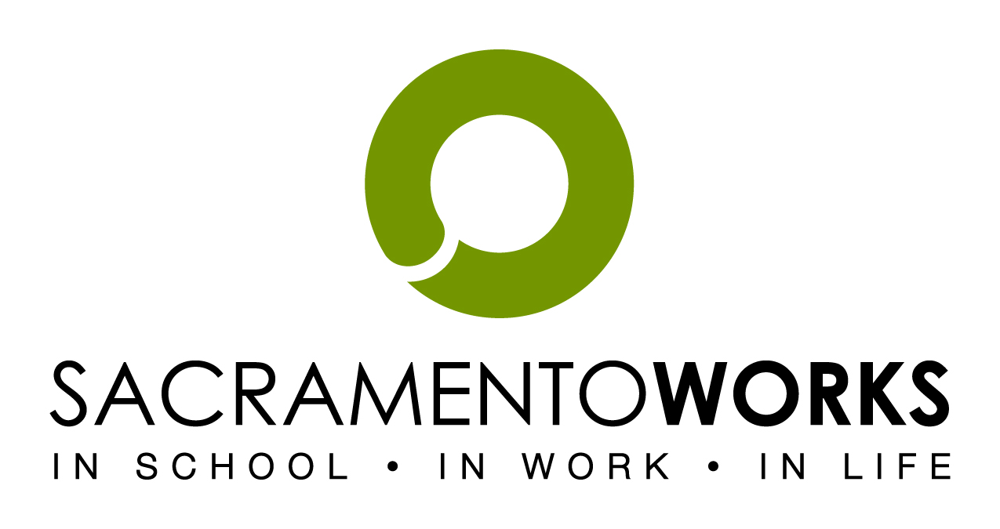 SACRAMENTOWORKS
IN SCHOOL • IN WORK • IN LIFE